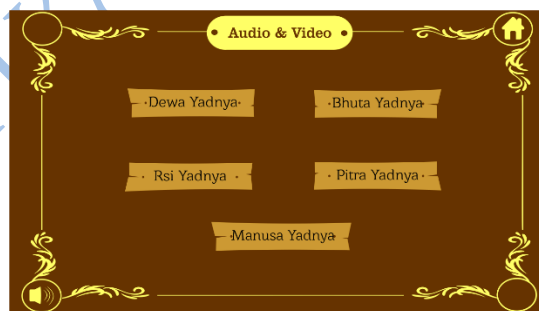 Audio & Video
Dewa Yadnya
Bhuta Yadnya
Rsi Yadnya
Pitra Yadnya
Manusa Yadnya